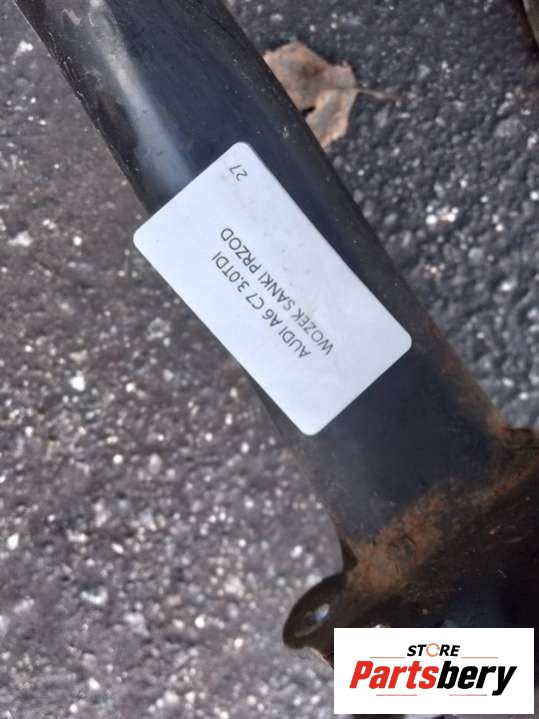 27
AUDI A6 C7 3.0TDI
WOZEK SANKI PRZOD
STORE
Partsbery